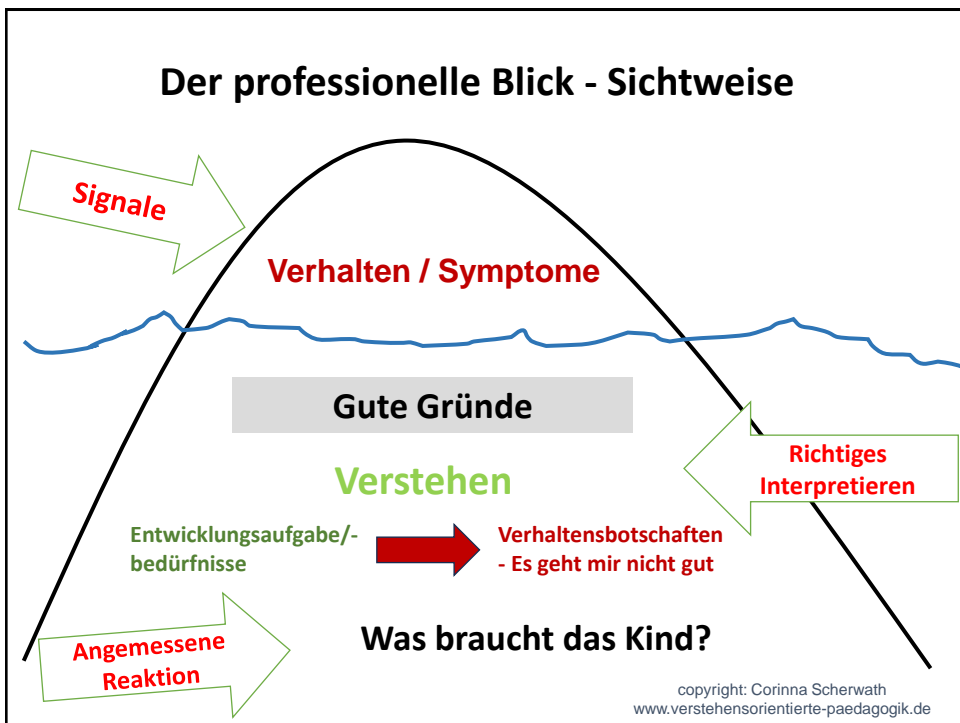 Der professionelle Blick - Sichtweise
Signale
Verhalten / Symptome
Gute Gründe
Verstehen
Richtiges
Interpretieren
Entwicklungsaufgabe/-
bedürfnisse
Verhaltensbotschaften
- Es geht mir nicht gut
Angemessene
Reaktion
Was braucht das Kind?
copyright: Corinna Scherwath
www.verstehensorientierte-paedagogik.de